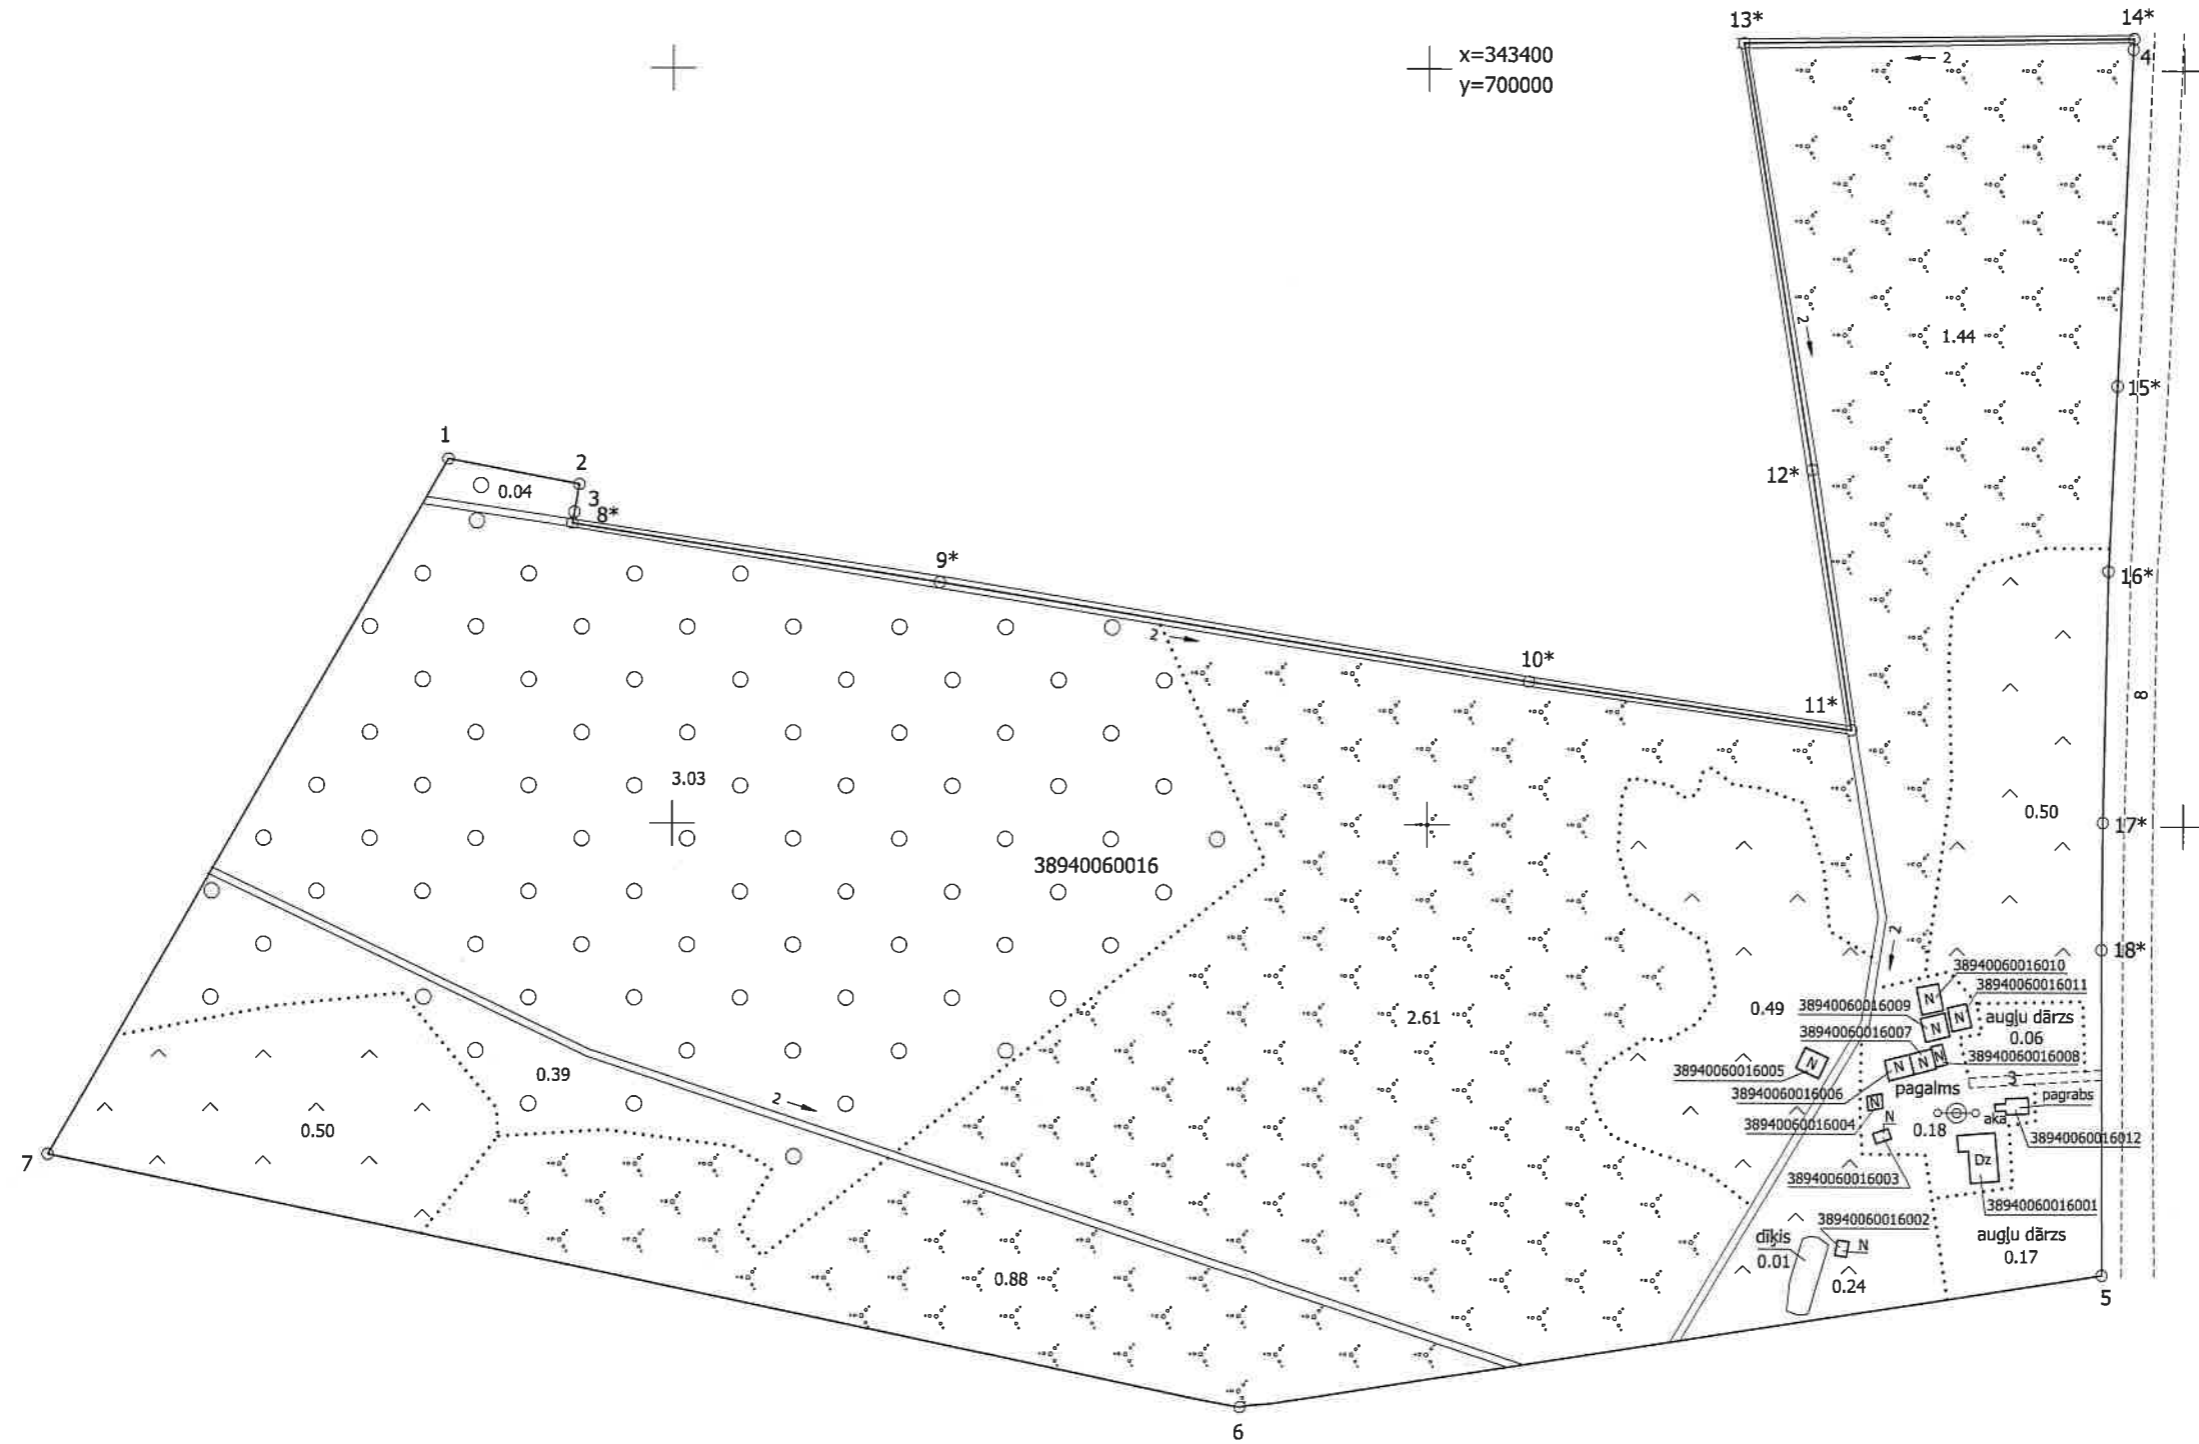 13*
14*
x=343400
y=700000
4
2
2
1.44
15*
1
2
3
0.04
8*
12*
9*
16*
2
10*
8
11*
3.03
0.50
17*
38940060016
2
18*
38940060016010
38940060016011
N
38940060016009
N
0.49
2.61
augļu dārzs
0.06
N
38940060016007
N
38940060016008
38940060016005
N
N
N
0.39
3
38940060016006
pagalms
pagrabs
2
N
N
aka
38940060016004
0.18
0.50
38940060016012
7
Dz
38940060016003
38940060016001
38940060016002
dīķis
0.01
N
augļu dārzs
0.17
0.88
0.24
5
6